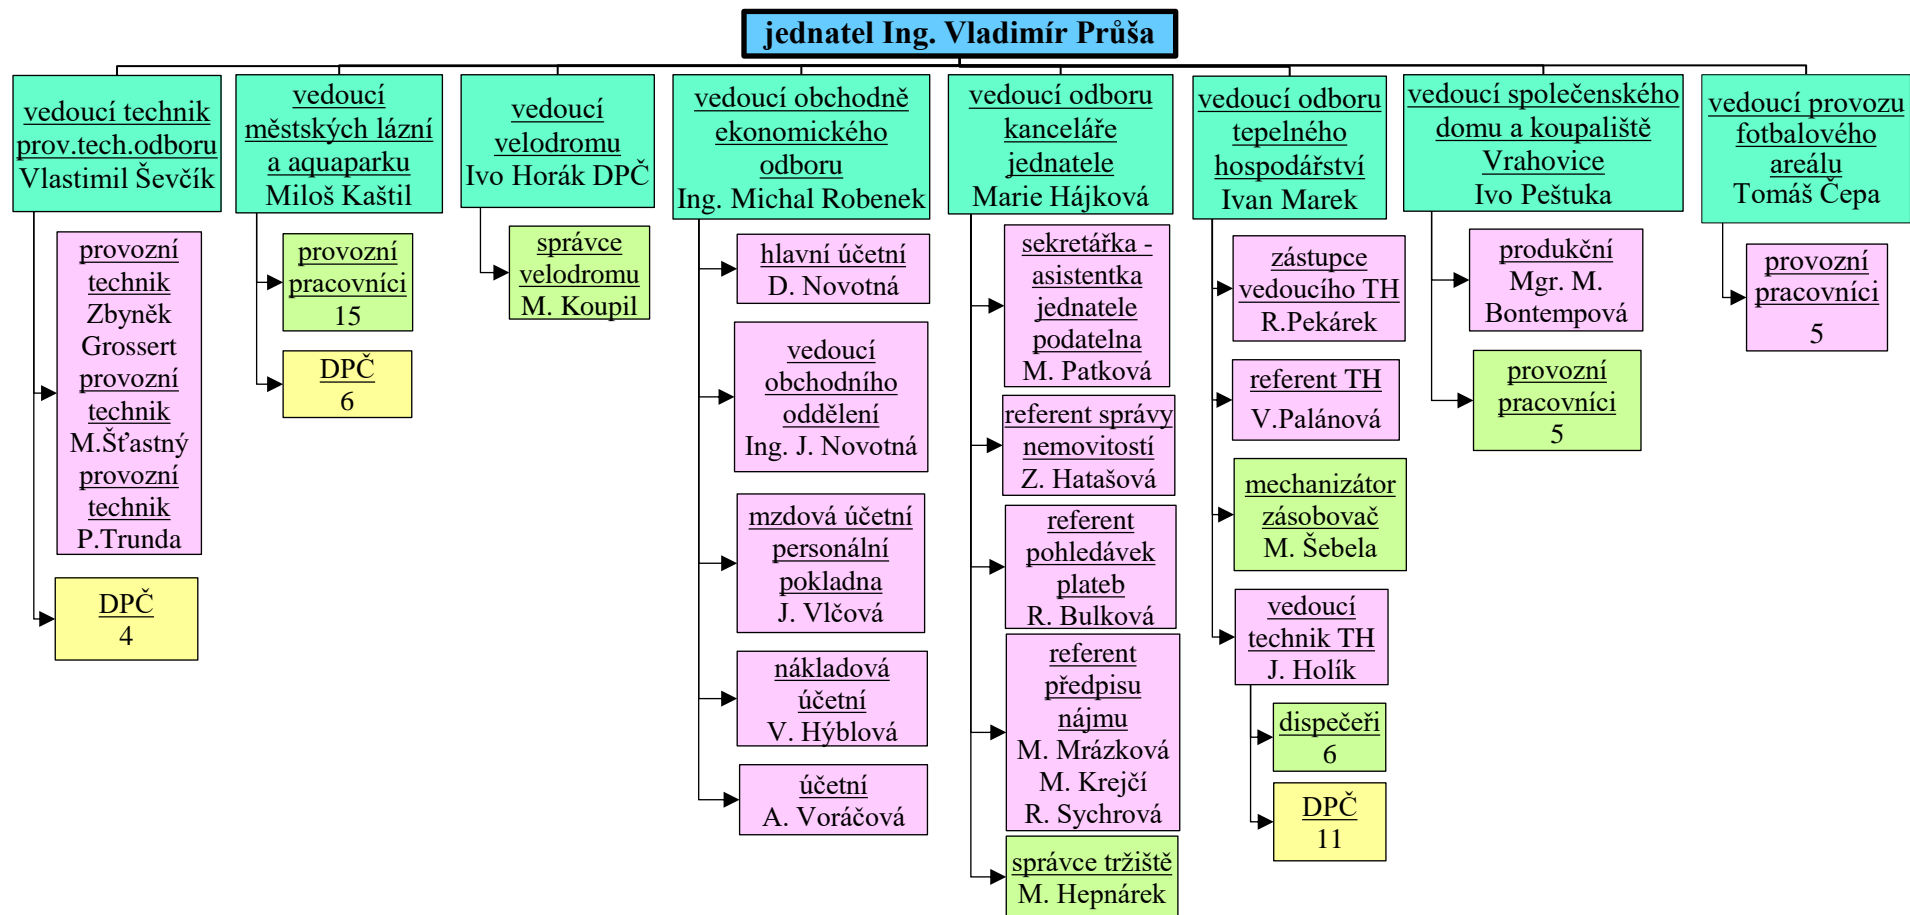 jednatel Ing. Vladimír Průša
vedoucí technik
prov.tech.odboru
Vlastimil Ševčík
provozní
technik
Zbyněk
Grossert
provozní
technik
M.Šťastný
provozní
technik
P.Trunda
DPČ
4
vedoucí
městských lázní
a aquaparku
Miloš Kaštil
provozní
pracovníci
15
DPČ
6
vedoucí
velodromu
Ivo Horák DPČ
správce
velodromu
M. Koupil
vedoucí obchodně
ekonomického
odboru
Ing. Michal Robenek
hlavní účetní
D. Novotná
vedoucí
obchodního
oddělení
Ing. J. Novotná
mzdová účetní
personální
pokladna
J. Vlčová
nákladová
účetní
V. Hýblová
účetní
A. Voráčová
vedoucí odboru
kanceláře
jednatele
Marie Hájková
sekretářka -
asistentka
jednatele
podatelna
M. Patková
referent správy
nemovitostí
Z. Hatašová
referent
pohledávek
plateb
R. Bulková
referent
předpisu
nájmu
M. Mrázková
M. Krejčí
R. Sychrová
správce tržiště
M. Hepnárek
vedoucí odboru
tepelného
hospodářství
Ivan Marek
zástupce
vedoucího TH
R.Pekárek
referent TH
V.Palánová
mechanizátor
zásobovač
M. Šebela
vedoucí
technik TH
J. Holík
dispečeři
6
DPČ
11
vedoucí společenského
domu a koupaliště
Vrahovice
Ivo Peštuka
produkční
Mgr. M.
Bontempová
provozní
pracovníci
5
vedoucí provozu
fotbalového
areálu
Tomáš Čepa
provozní
pracovníci
5